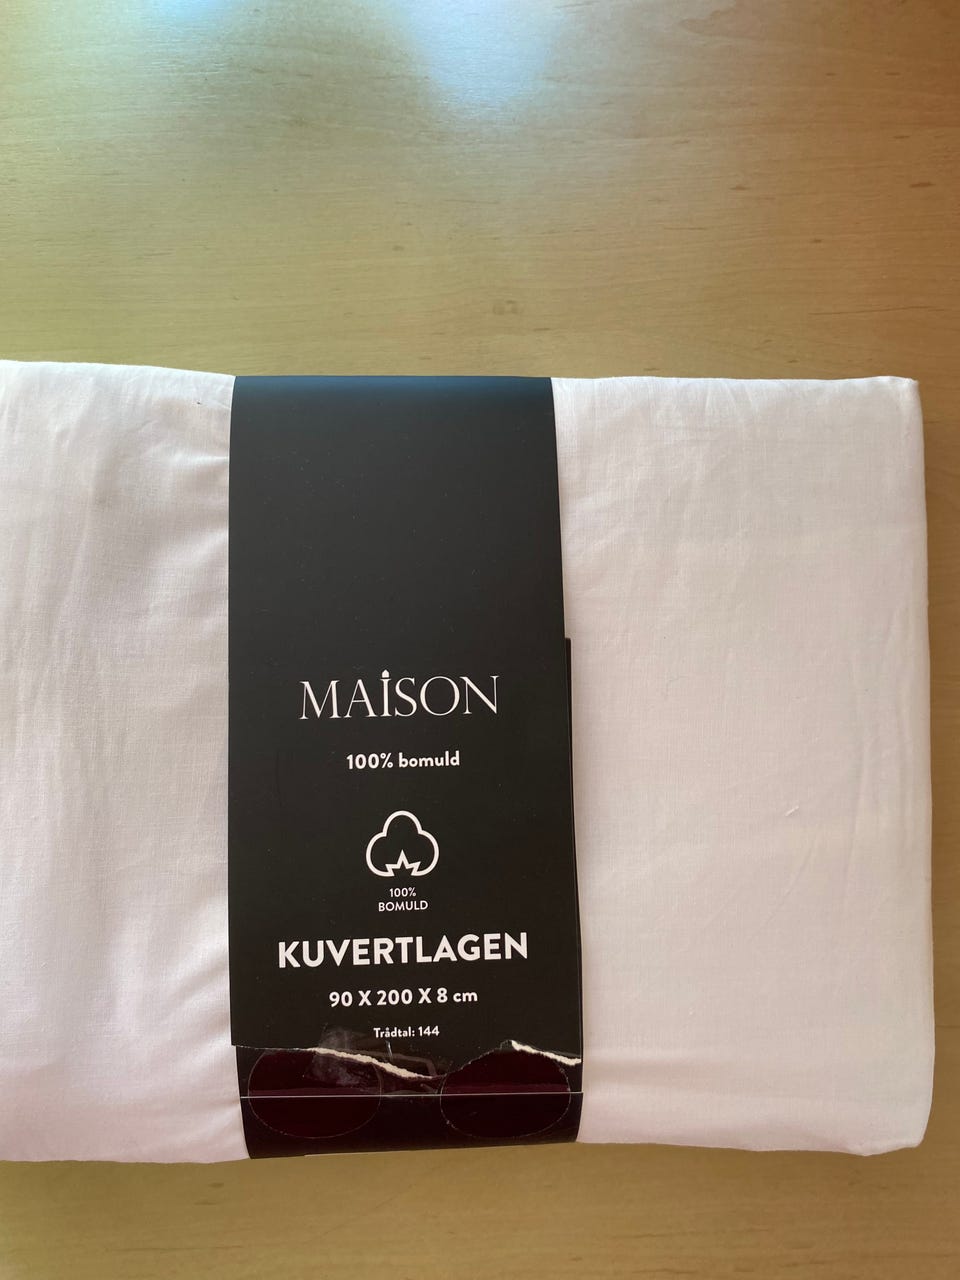 MAISON
100% bomuld
100%
BOMULD
KUVERTLAGEN
90 X 200 X 8 cm
Trådtal: 144